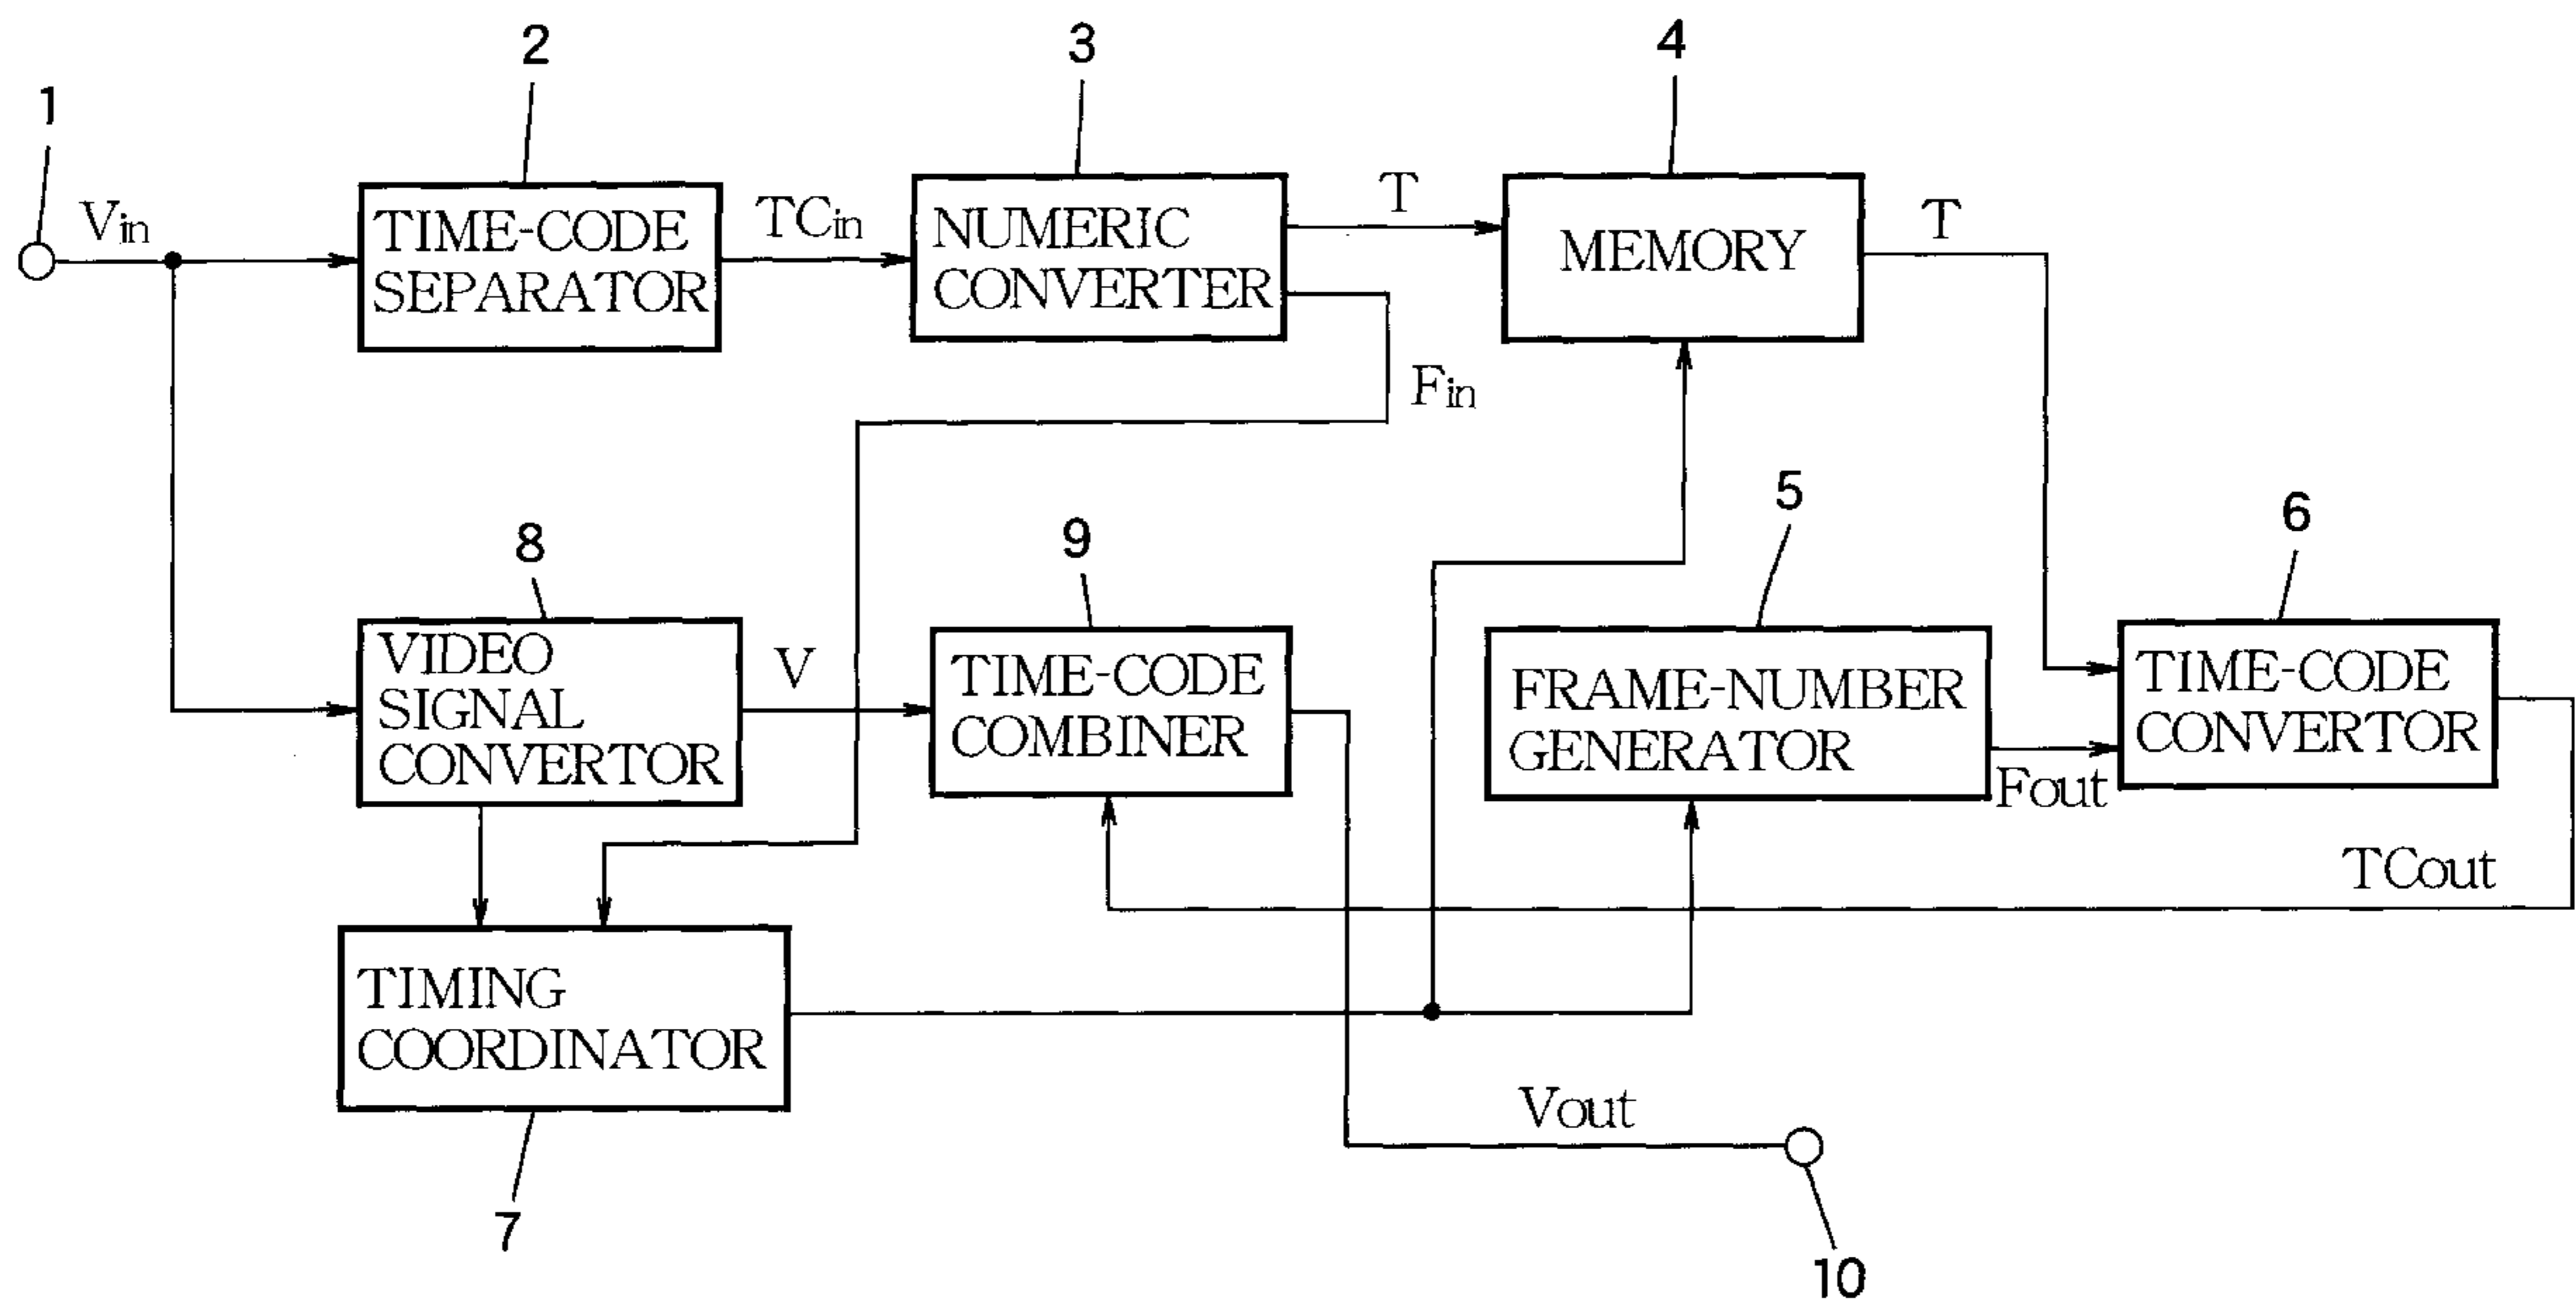 1
2
3
4
Vin
TIME-CODE
SEPARATOR
TCin
NUMERIC
CONVERTER
T
MEMORY
T
Fin
8
VIDEO
SIGNAL
CONVERTOR
V
9
TIME-CODE
COMBINER
5
FRAME-NUMBER
GENERATOR
Fout
6
TIME-CODE
CONVERTOR
TCout
TIMING
COORDINATOR
7
Vout
10